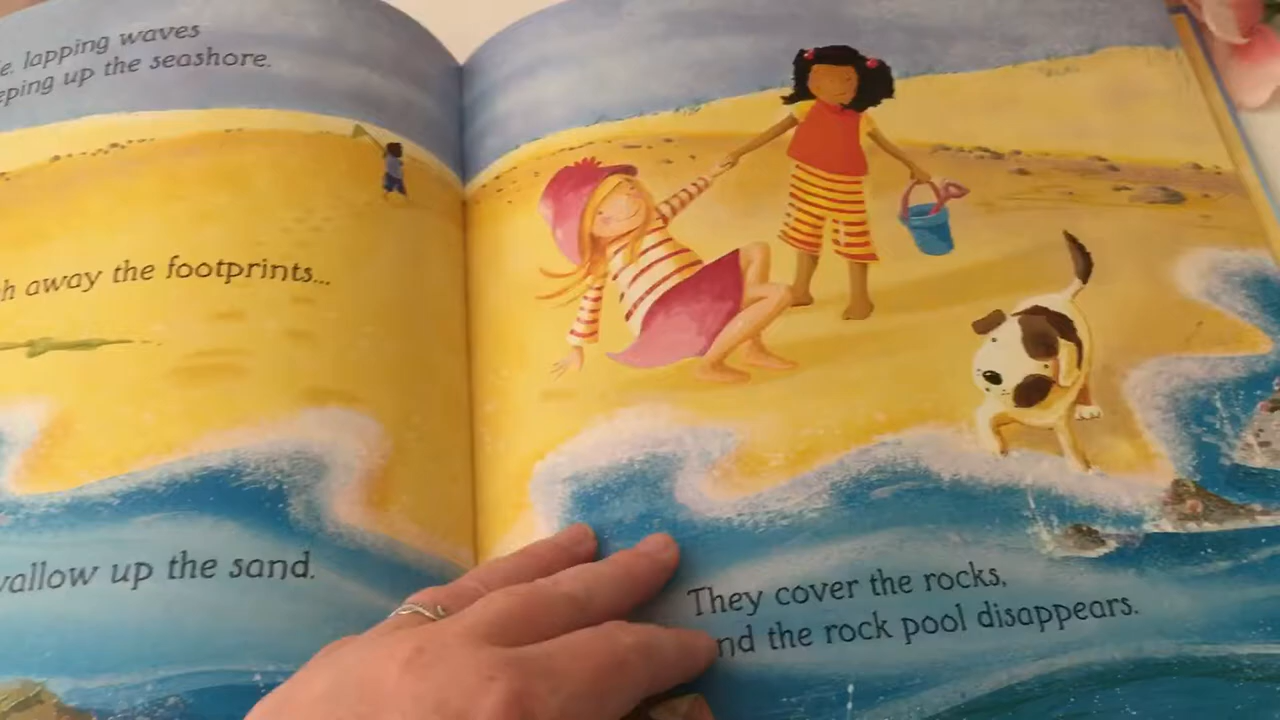 lapping waves
up the seashore.
away the footprints...
up the sand.
They cover the rocks,
the rock pool disappears.